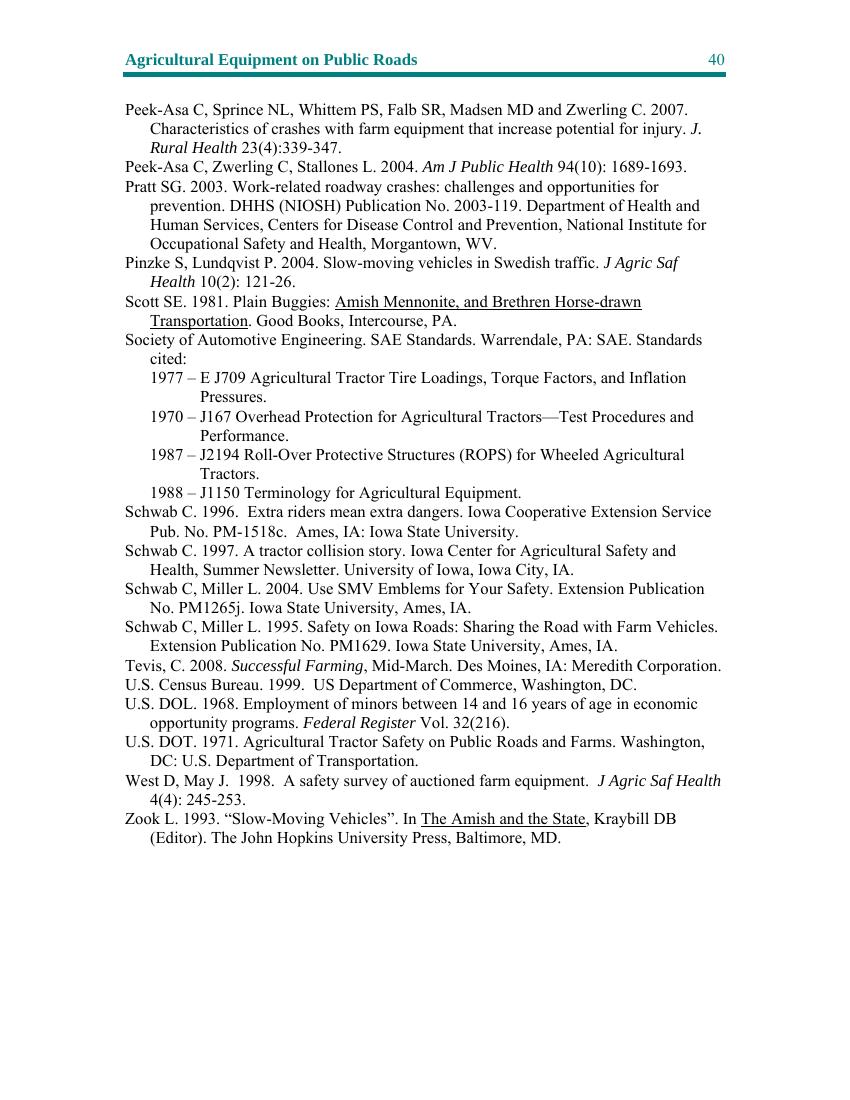 Agricultural Equipment on Public Roads 40
Peek-Asa C, Sprince NL, Whittem PS, Falb SR, Madsen MD and Zwerling C. 2007.
Characteristics of crashes with farm equipment that increase potential for injury. J.
Rural Health 23(4):339-347.
Peek-Asa C, Zwerling C, Stallones L. 2004. Am J Public Health 94(10): 1689-1693.
Pratt SG. 2003. Work-related roadway crashes: challenges and opportunities for
prevention. DHHS (NIOSH) Publication No. 2003-119. Department of Health and
Human Services, Centers for Disease Control and Prevention, National Institute for
Occupational Safety and Health, Morgantown, WV.
Pinzke S, Lundqvist P. 2004. Slow-moving vehicles in Swedish traffic. J Agric Saf
Health 10(2): 121-26.
Scott SE. 1981. Plain Buggies: Amish Mennonite, and Brethren Horse-drawn
Transportation. Good Books, Intercourse, PA.
Society of Automotive Engineering. SAE Standards. Warrendale, PA: SAE. Standards
cited:
1977 – E J709 Agricultural Tractor Tire Loadings, Torque Factors, and Inflation
Pressures.
1970 – J167 Overhead Protection for Agricultural Tractors—Test Procedures and
Performance.
1987 – J2194 Roll-Over Protective Structures (ROPS) for Wheeled Agricultural
Tractors.
1988 – J1150 Terminology for Agricultural Equipment.
Schwab C. 1996.  Extra riders mean extra dangers. Iowa Cooperative Extension Service
Pub. No. PM-1518c.  Ames, IA: Iowa State University.
Schwab C. 1997. A tractor collision story. Iowa Center for Agricultural Safety and
Health, Summer Newsletter. University of Iowa, Iowa City, IA.
Schwab C, Miller L. 2004. Use SMV Emblems for Your Safety. Extension Publication
No. PM1265j. Iowa State University, Ames, IA.
Schwab C, Miller L. 1995. Safety on Iowa Roads: Sharing the Road with Farm Vehicles.
Extension Publication No. PM1629. Iowa State University, Ames, IA.
Tevis, C. 2008. Successful Farming, Mid-March. Des Moines, IA: Meredith Corporation.
U.S. Census Bureau. 1999.  US Department of Commerce, Washington, DC.
U.S. DOL. 1968. Employment of minors between 14 and 16 years of age in economic
opportunity programs. Federal Register Vol. 32(216).
U.S. DOT. 1971. Agricultural Tractor Safety on Public Roads and Farms. Washington,
DC: U.S. Department of Transportation.
West D, May J.  1998.  A safety survey of auctioned farm equipment.  J Agric Saf Health
4(4): 245-253.
Zook L. 1993. “Slow-Moving Vehicles”. In The Amish and the State, Kraybill DB
(Editor). The John Hopkins University Press, Baltimore, MD.